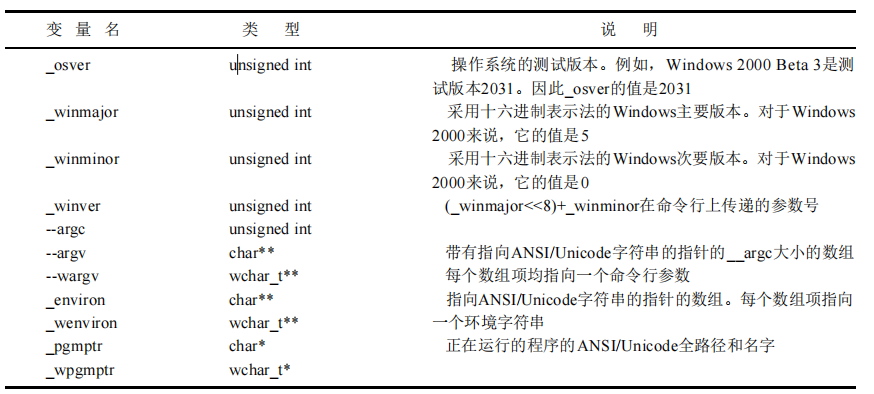 变 量 名 类 型 说 明
_osver unsigned int 操作系统的测试版本。例如，Windows 2000 Beta 3是测
试版本2031。因此_osver的值是2031
_winmajor unsigned int 采用十六进制表示法的Windows主要版本。对于Windows
2000来说，它的值是5
_winminor unsigned int 采用十六进制表示法的Windows次要版本。对于Windows
2000来说，它的值是0
_winver unsigned int (_winmajor<<8)+_winminor在命令行上传递的参数号
--argc unsigned int
--argv char** 带有指向ANSI/Unicode字符串的指针的__argc大小的数组
--wargv wchar_t** 每个数组项均指向一个命令行参数
_environ char** 指向ANSI/Unicode字符串的指针的数组。每个数组项指向
_wenviron wchar_t** 一个环境字符串
_pgmptr char* 正在运行的程序的ANSI/Unicode全路径和名字
_wpgmptr wchar_t*